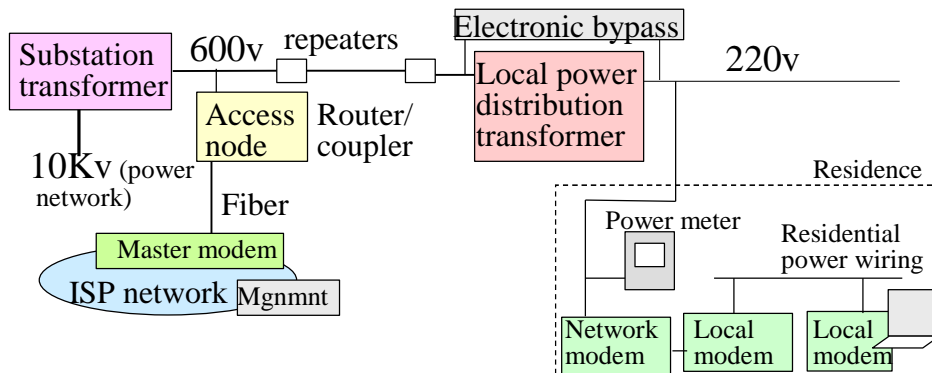 Electronic bypass
Substation
transformer
600v
repeaters
220v
Local power
distribution
transformer
Access
node
Router/
coupler
10Kv (power
network)
Fiber
Residence
Master modem
Power meter
Residential
power wiring
ISP network
Mgnmnt
Network
modem
Local
modem
Local
modem